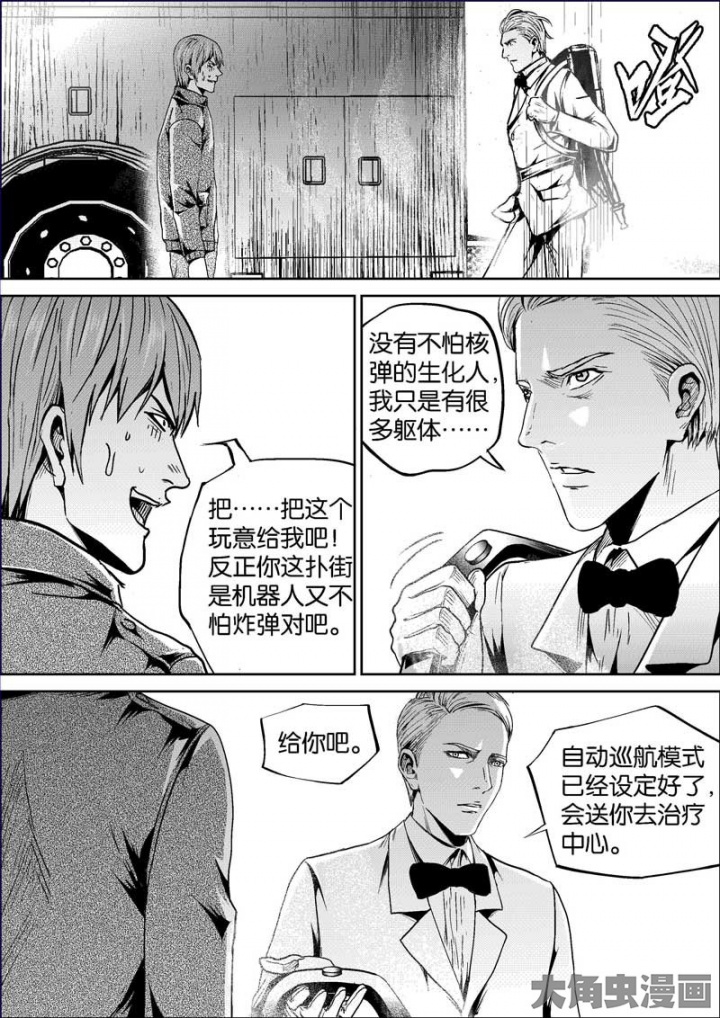 噔
把……把这个
玩意给我吧！
反正你这扑街
是机器人又不
怕炸弹对吧。
没有不怕核
弹的生化人，
我只是有很
多躯体……
给你吧。
自动巡航模式
已经设定好了，
会送你去治疗
中心。
大角虫漫画